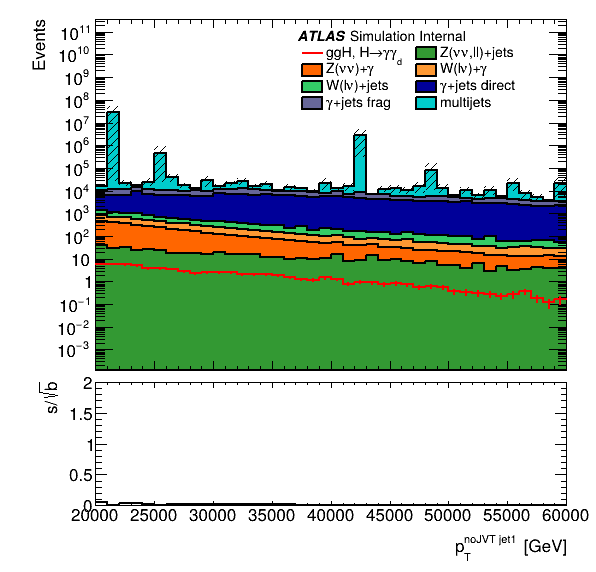 Events
ATLAS Simulation Internal
ggH, H→γγ_d
Z(νν,ll)+jets
Z(νν)+γ
W(lν)+γ
W(lν)+jets
γ+jets direct
γ+jets frag
multijets
10^11
10^10
10^9
10^8
10^7
10^6
10^5
10^4
10^3
10^2
10
1
10^−1
10^−2
10^−3
s/√b
2
1.5
1
0.5
0
20000 25000 30000 35000 40000 45000 50000 55000 60000
p_T^noJVT jet1 [GeV]